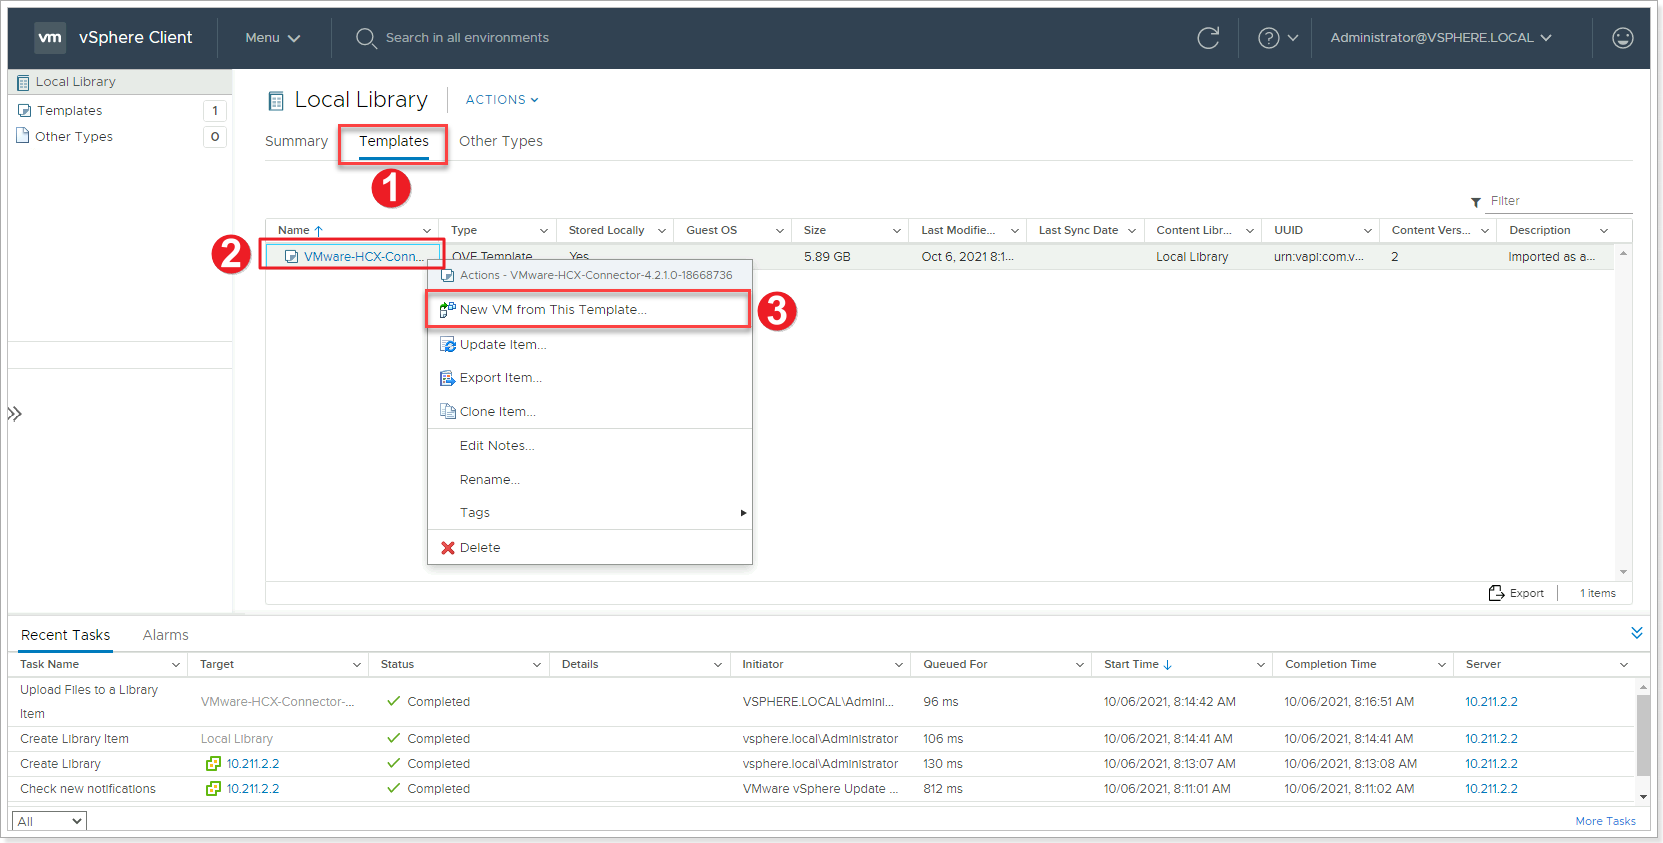 vm vSphere Client Menu Search in all environments Administrator@VSPHERE.LOCAL
Local Library
Templates 1
Other Types 0
Local Library ACTIONS
Summary Templates Other Types
1
Filter
Name Type Stored Locally Guest OS Size Last Modifie... Last Sync Date Content Libr... UUID Content Vers... Description
2 VMware-HCX-Conn... OVF Template Yes 5.89 GB Oct 6, 2021 8:1... Local Library urn:vapi:com.v... 2 Imported as a...
Actions - VMware-HCX-Connector-4.2.1.0-18668736
New VM from This Template... 3
Update Item...
Export Item...
Clone Item...
Edit Notes...
Rename...
Tags
Delete
Export 1 items
Recent Tasks Alarms
Task Name Target Status Details Initiator Queued For Start Time Completion Time Server
Upload Files to a Library
Item VMware-HCX-Connector-... Completed VSPHERE.LOCAL\Admini... 96 ms 10/06/2021, 8:14:42 AM 10/06/2021, 8:16:51 AM 10.211.2.2
Create Library Item Local Library Completed vsphere.local\Administrator 106 ms 10/06/2021, 8:14:41 AM 10/06/2021, 8:14:41 AM 10.211.2.2
Create Library 10.211.2.2 Completed vsphere.local\Administrator 130 ms 10/06/2021, 8:13:07 AM 10/06/2021, 8:13:08 AM 10.211.2.2
Check new notifications 10.211.2.2 Completed VMware vSphere Update ... 812 ms 10/06/2021, 8:11:01 AM 10/06/2021, 8:11:02 AM 10.211.2.2
All More Tasks